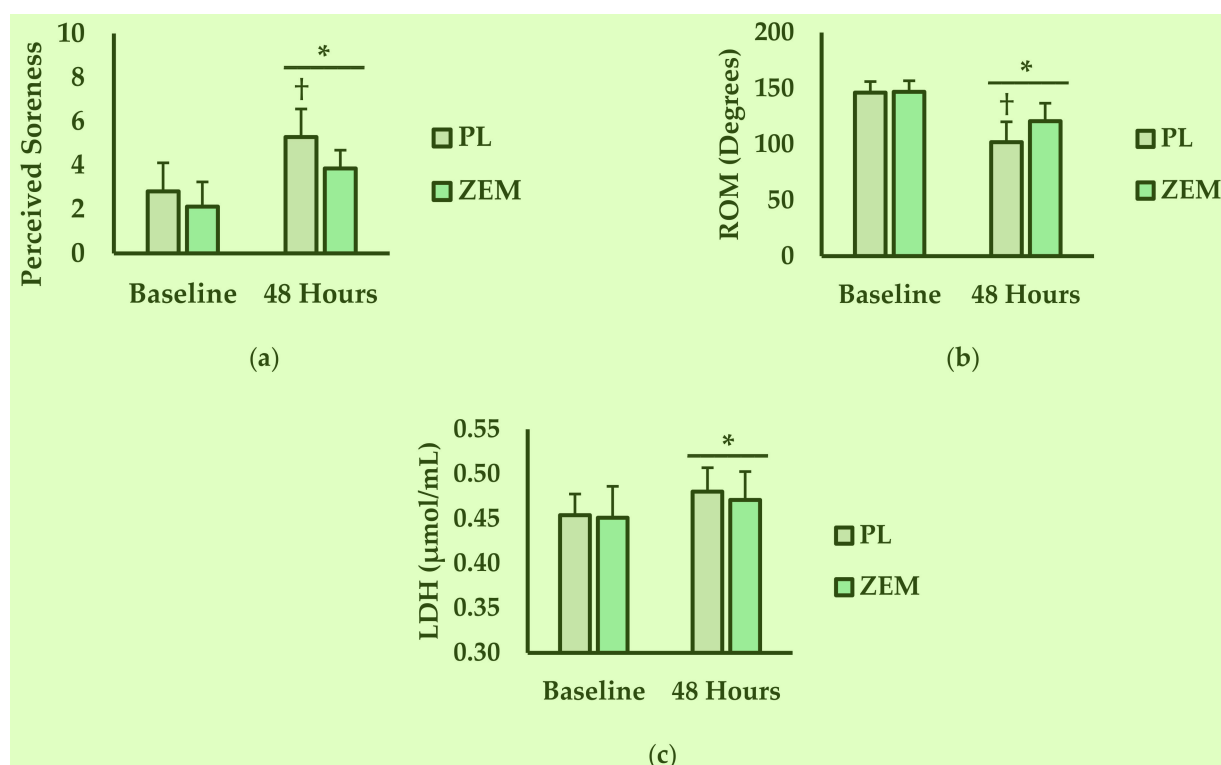 10
8
6
4
2
0
Perceived Soreness
*
†
PL
ZEM
Baseline 48 Hours
(a)
200
150
100
50
0
ROM (Degrees)
*
†
PL
ZEM
Baseline 48 Hours
(b)
0.55
0.50
0.45
0.40
0.35
0.30
LDH (µmol/mL)
*
PL
ZEM
Baseline 48 Hours
(c)